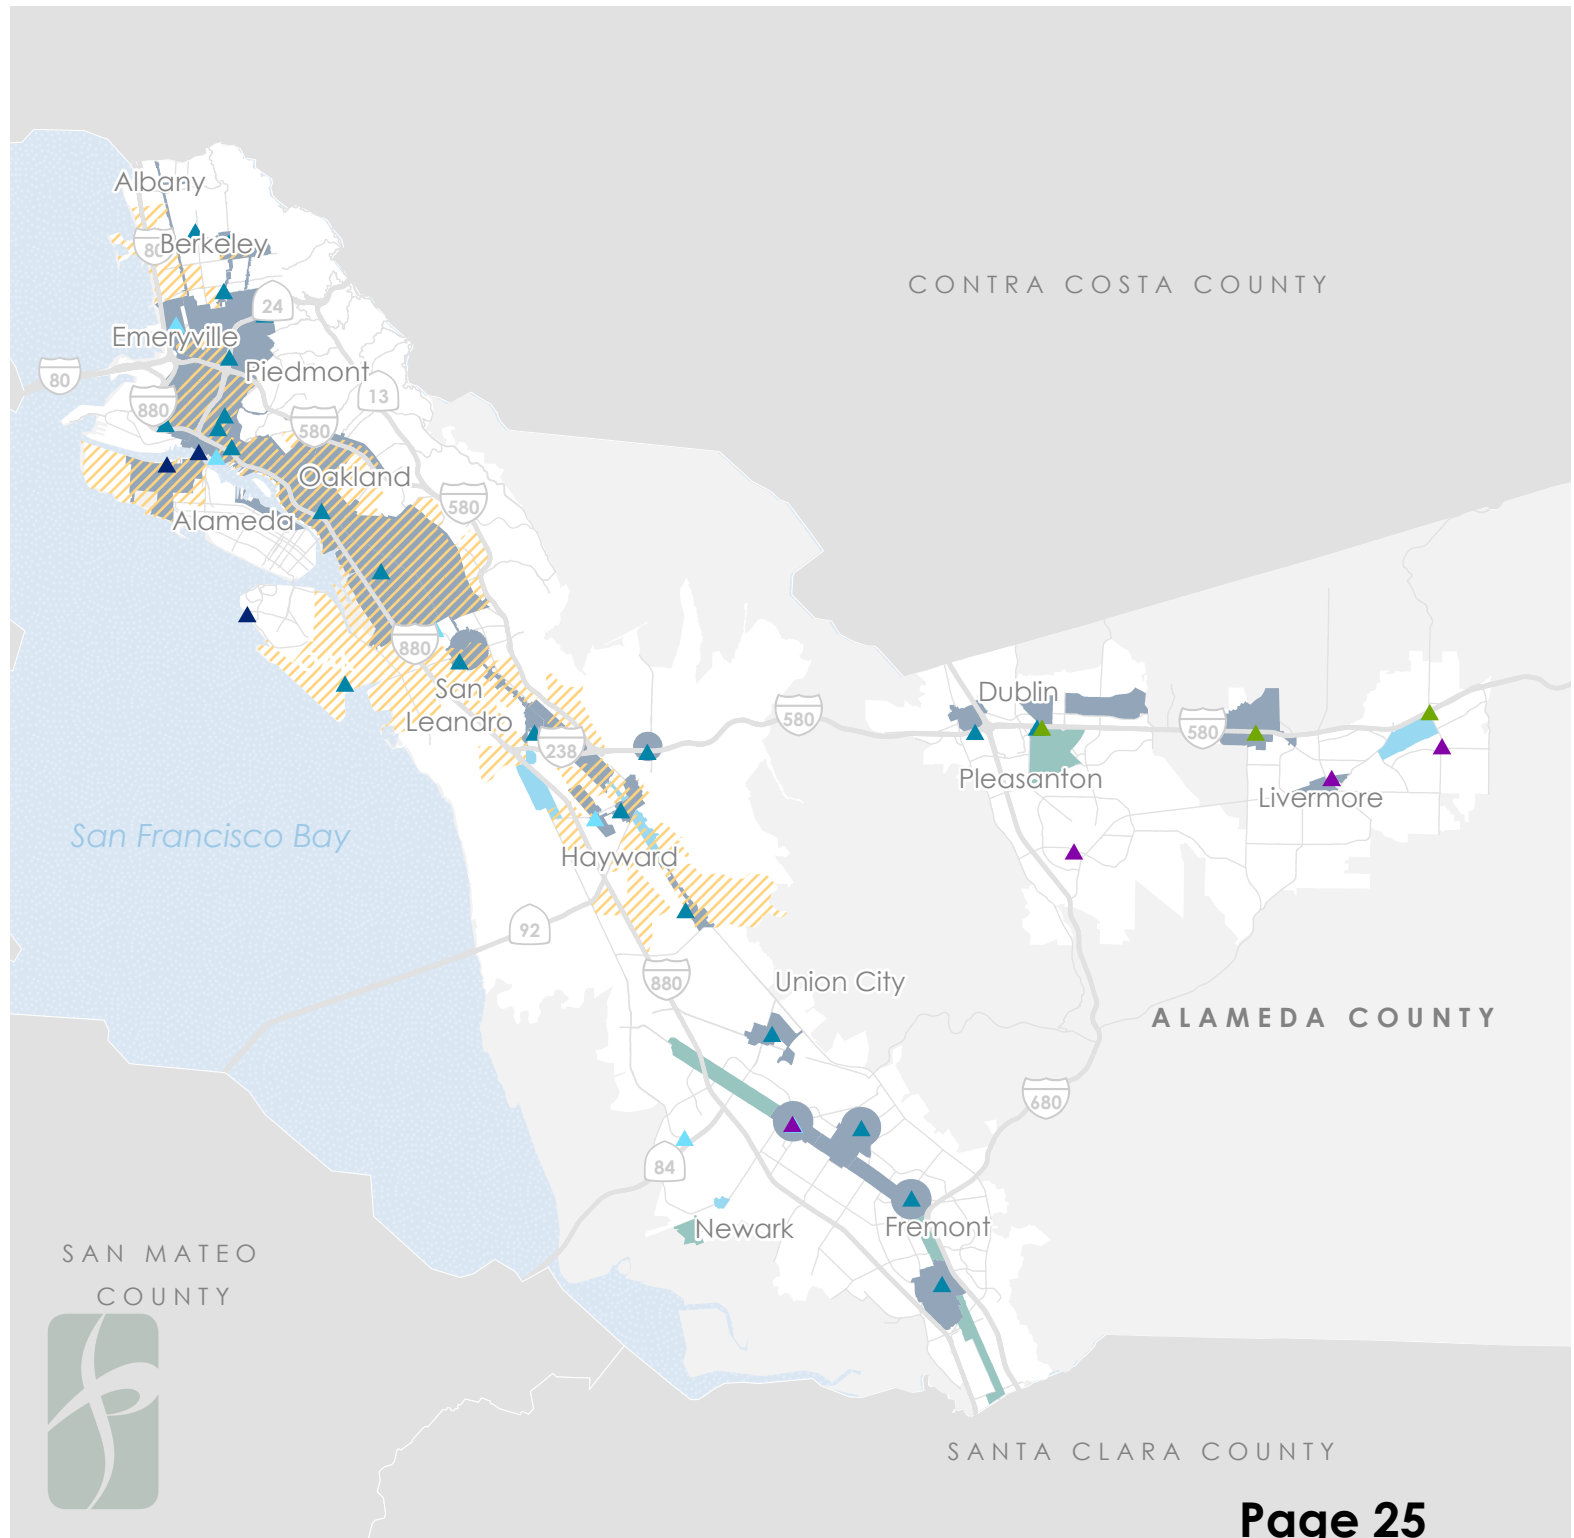 Albany
80
Berkeley
CONTRA COSTA COUNTY
24
Emeryville
Piedmont
80
13
880
580
Oakland
580
Alameda
880
San
Leandro
Dublin
580
580
238
Pleasanton
Livermore
San Francisco Bay
Hayward
92
Union City
880
ALAMEDA COUNTY
680
84
Newark
Fremont
SAN MATEO
COUNTY
SANTA CLARA COUNTY
Page 25